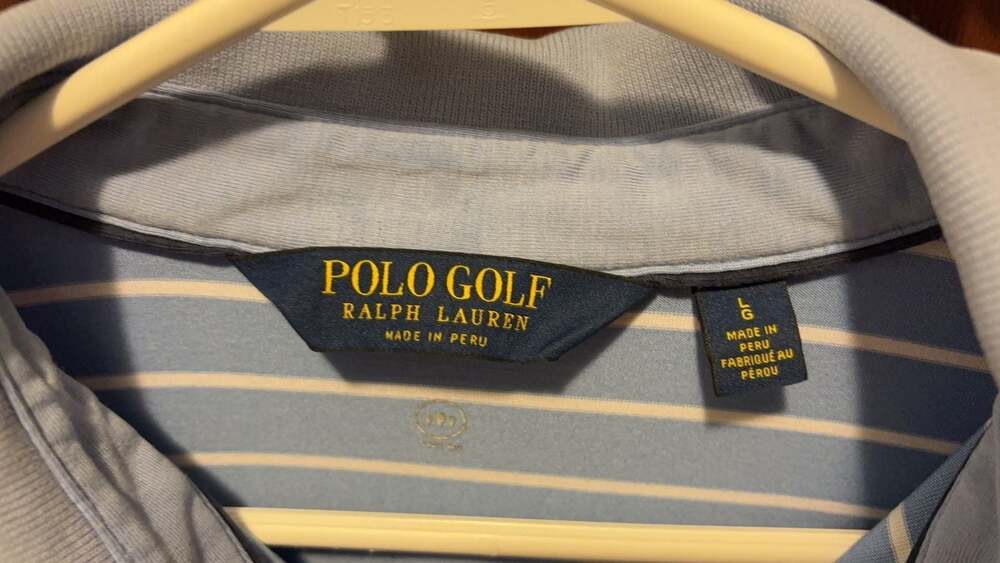 POLO GOLF
RALPH LAUREN
MADE IN PERU
L
G
MADE IN
PERU
FABRIQUÉ AU
PÉROU